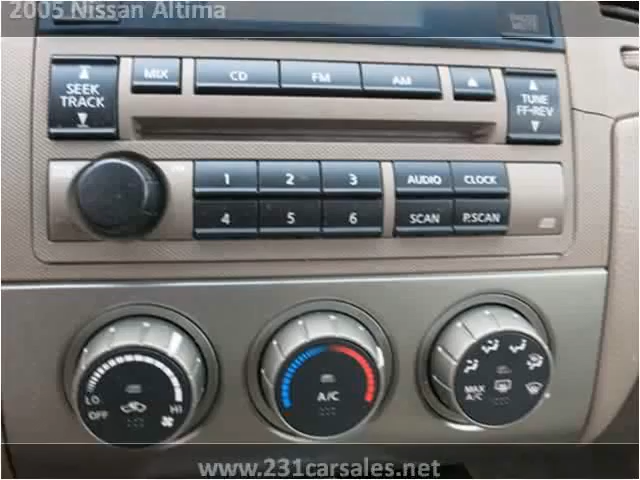 2005 Nissan Altima
SEEK
TRACK
MIX
CD
FM
AM
TUNE
FF•REV
1
2
3
AUDIO
CLOCK
4
5
6
SCAN
P.SCAN
LO
HI
OFF
A/C
MAX
A/C
www.231carsales.net